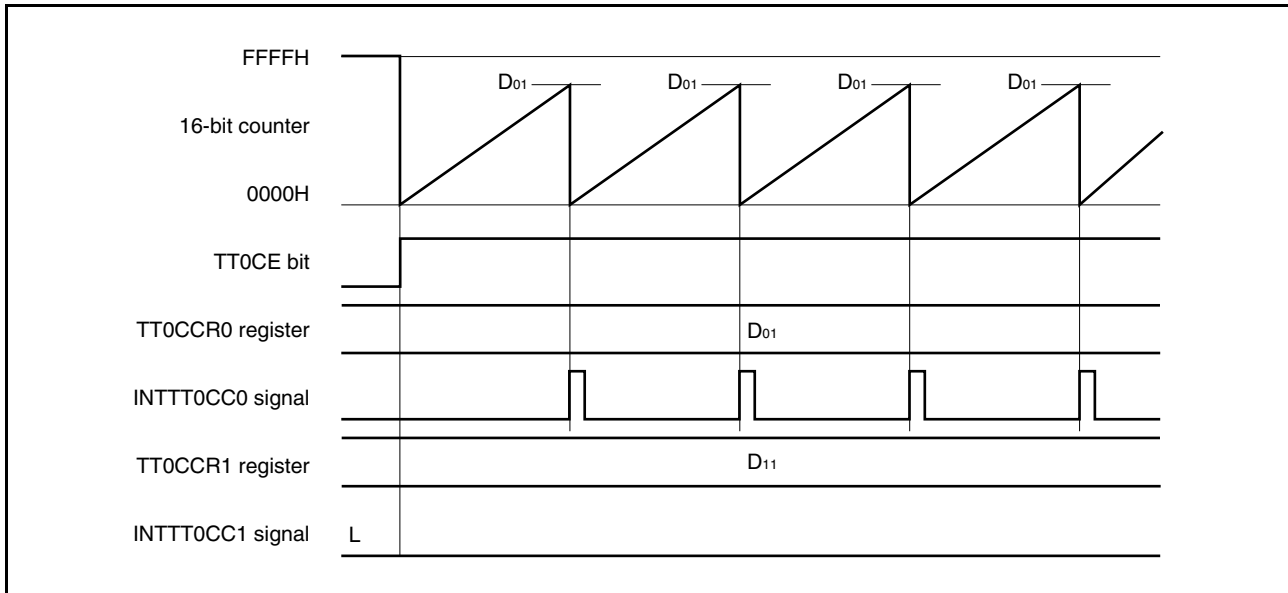 FFFFH
D01 D01 D01 D01
16-bit counter
0000H
TT0CE bit
TT0CCR0 register D01
INTTT0CC0 signal
TT0CCR1 register D11
INTTT0CC1 signal L